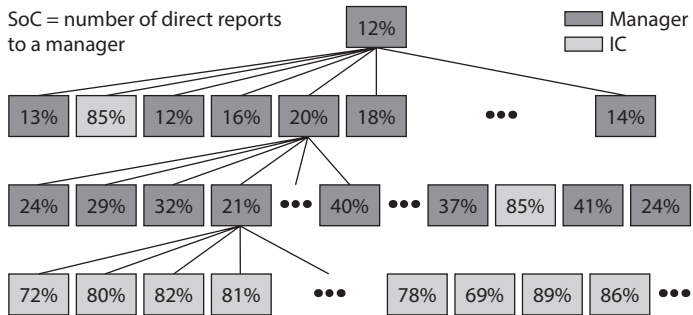 SoC = number of direct reports
to a manager
12%
Manager
IC
13% 85% 12% 16% 20% 18% ••• 14%
24% 29% 32% 21% ••• 40% ••• 37% 85% 41% 24%
72% 80% 82% 81% ••• 78% 69% 89% 86% •••